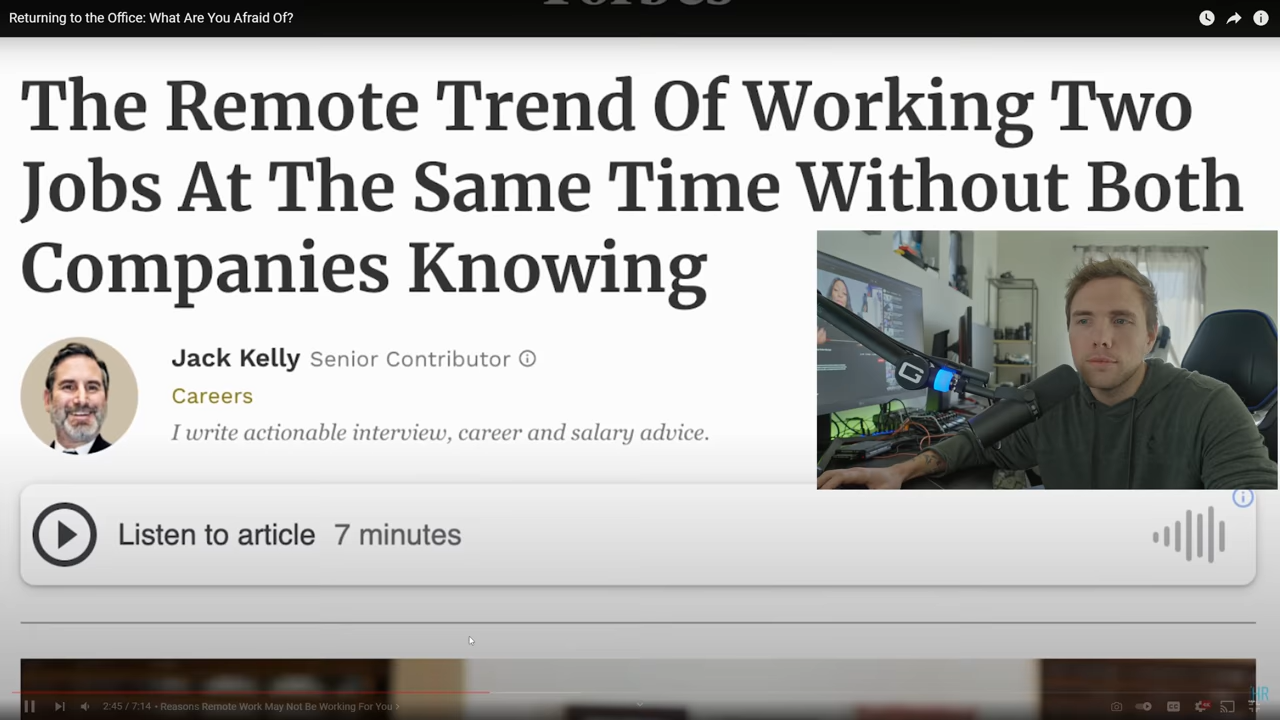 Returning to the Office: What Are You Afraid Of?
Forbes
The Remote Trend Of Working Two
Jobs At The Same Time Without Both
Companies Knowing
Jack Kelly Senior Contributor
Careers
I write actionable interview, career and salary advice.
Listen to article 7 minutes
2:45 / 7:14 • Reasons Remote Work May Not Be Working For You >
HR
G